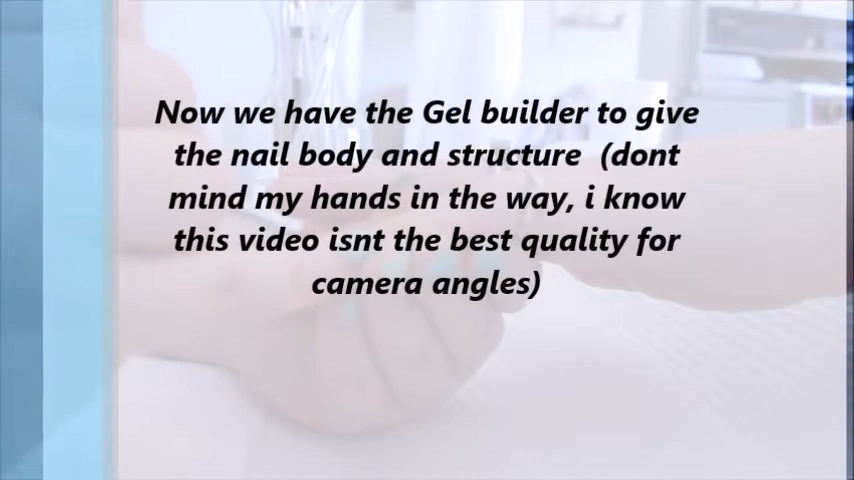 Now we have the Gel builder to give
the nail body and structure  (dont
mind my hands in the way, i know
this video isnt the best quality for
camera angles)